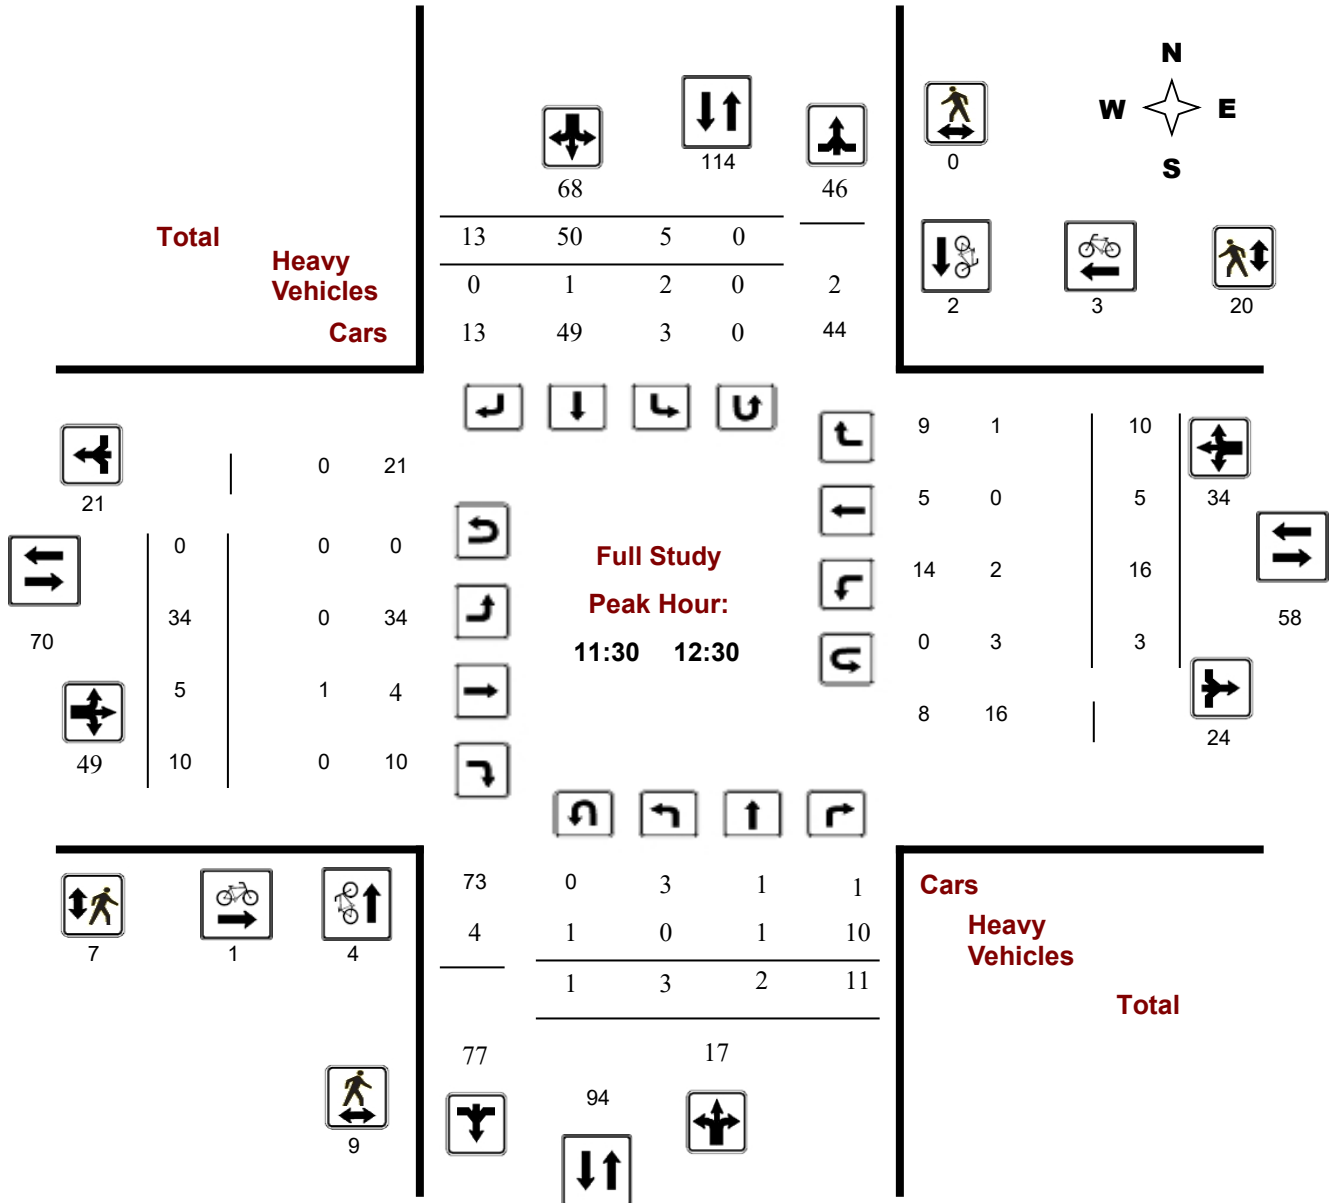 N
W E
S
114
0
68 46
Total 13 50 5 0
Heavy
Vehicles 0 1 2 0 2
2 3 20
Cars 13 49 3 0 44
9 1 10
0 21
21
5 0 5 34
0 0 0
Full Study
14 2 16
Peak Hour:
34 0 34
58
70
11:30 12:30
0 3 3
5 1 4
8 16
24
49 10 0 10
73 0 3 1 1
Cars
4 1 0 1 10
Heavy
Vehicles
7 1 4
1 3 2 11
Total
77 17
94
9